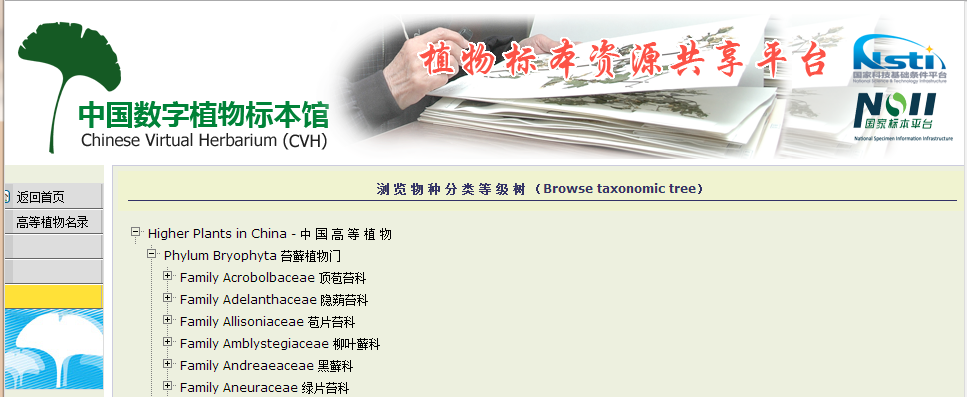 植物标本资源共享平台
中国数字植物标本馆
Chinese Virtual Herbarium (CVH)
nsti
国家科技基础条件平台
National Science & Technology Infrastructure
NSII
国家标本平台
National Specimen Information Infrastructure
返回首页
高等植物名录
浏览物种分类等级树（Browse taxonomic tree）
Higher Plants in China - 中国高等植物
Phylum Bryophyta 苔藓植物门
Family Acrobolbaceae 顶苞苔科
Family Adelanthaceae 隐蒴苔科
Family Allisoniaceae 苞片苔科
Family Amblystegiaceae 柳叶藓科
Family Andreaeaceae 黑藓科
Family Aneuraceae 绿片苔科